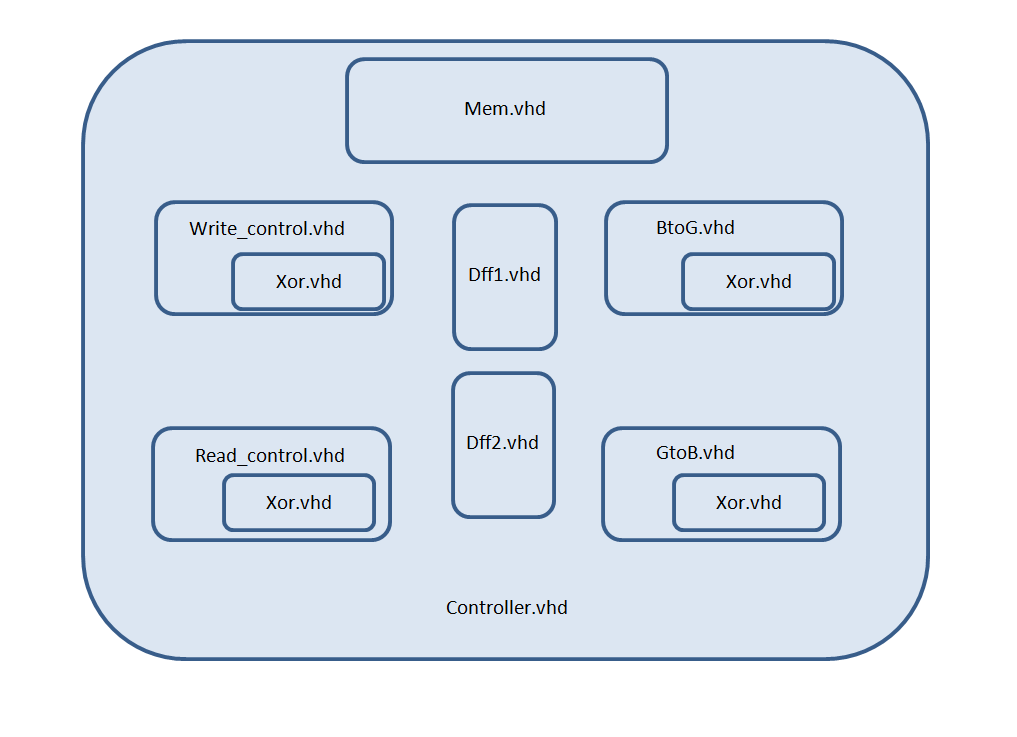 Mem.vhd
Write_control.vhd
Xor.vhd
Dff1.vhd
BtoG.vhd
Xor.vhd
Read_control.vhd
Xor.vhd
Dff2.vhd
GtoB.vhd
Xor.vhd
Controller.vhd